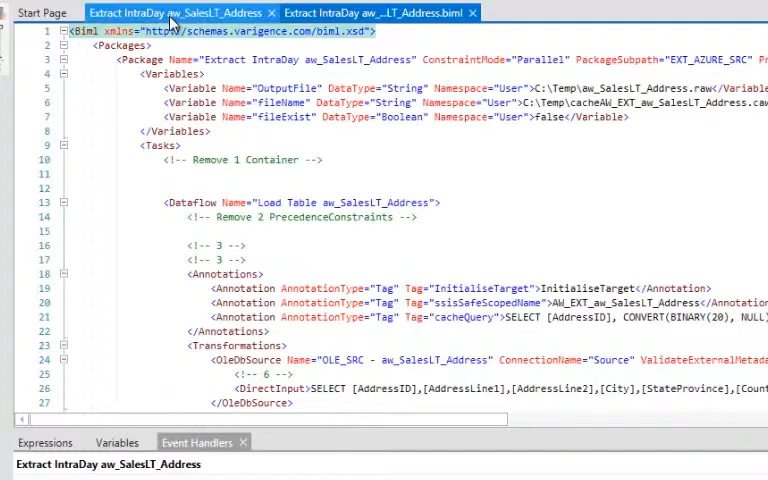 Start Page Extract IntraDay aw_SalesLT_Address Extract IntraDay aw_...LT_Address.biml
1 <Biml xmlns="http://schemas.varigence.com/biml.xsd">
2 <Packages>
3 <Package Name="Extract IntraDay aw_SalesLT_Address" ConstraintMode="Parallel" PackageSubpath="EXT_AZURE_SRC" Pr
4 <Variables>
5 <Variable Name="OutputFile" DataType="String" Namespace="User">C:\Temp\aw_SalesLT_Address.raw</Variable
6 <Variable Name="fileName" DataType="String" Namespace="User">C:\Temp\cacheAW_EXT_aw_SalesLT_Address.caw
7 <Variable Name="fileExist" DataType="Boolean" Namespace="User">false</Variable>
8 </Variables>
9 <Tasks>
10 <!-- Remove 1 Container -->
11
12
13 <Dataflow Name="Load Table aw_SalesLT_Address">
14 <!-- Remove 2 PrecedenceConstraints -->
15
16 <!-- 3 -->
17 <!-- 3 -->
18 <Annotations>
19 <Annotation AnnotationType="Tag" Tag="InitialiseTarget">InitialiseTarget</Annotation>
20 <Annotation AnnotationType="Tag" Tag="ssisSafeScopedName">AW_EXT_aw_SalesLT_Address</Annotation
21 <Annotation AnnotationType="Tag" Tag="cacheQuery">SELECT [AddressID], CONVERT(BINARY(20), NULL)
22 </Annotations>
23 <Transformations>
24 <OleDbSource Name="OLE_SRC - aw_SalesLT_Address" ConnectionName="Source" ValidateExternalMetada
25 <!-- 6 -->
26 <DirectInput>SELECT [AddressID],[AddressLine1],[AddressLine2],[City],[StateProvince],[Count
27 </OleDbSource>
Expressions Variables Event Handlers
Extract IntraDay aw_SalesLT_Address